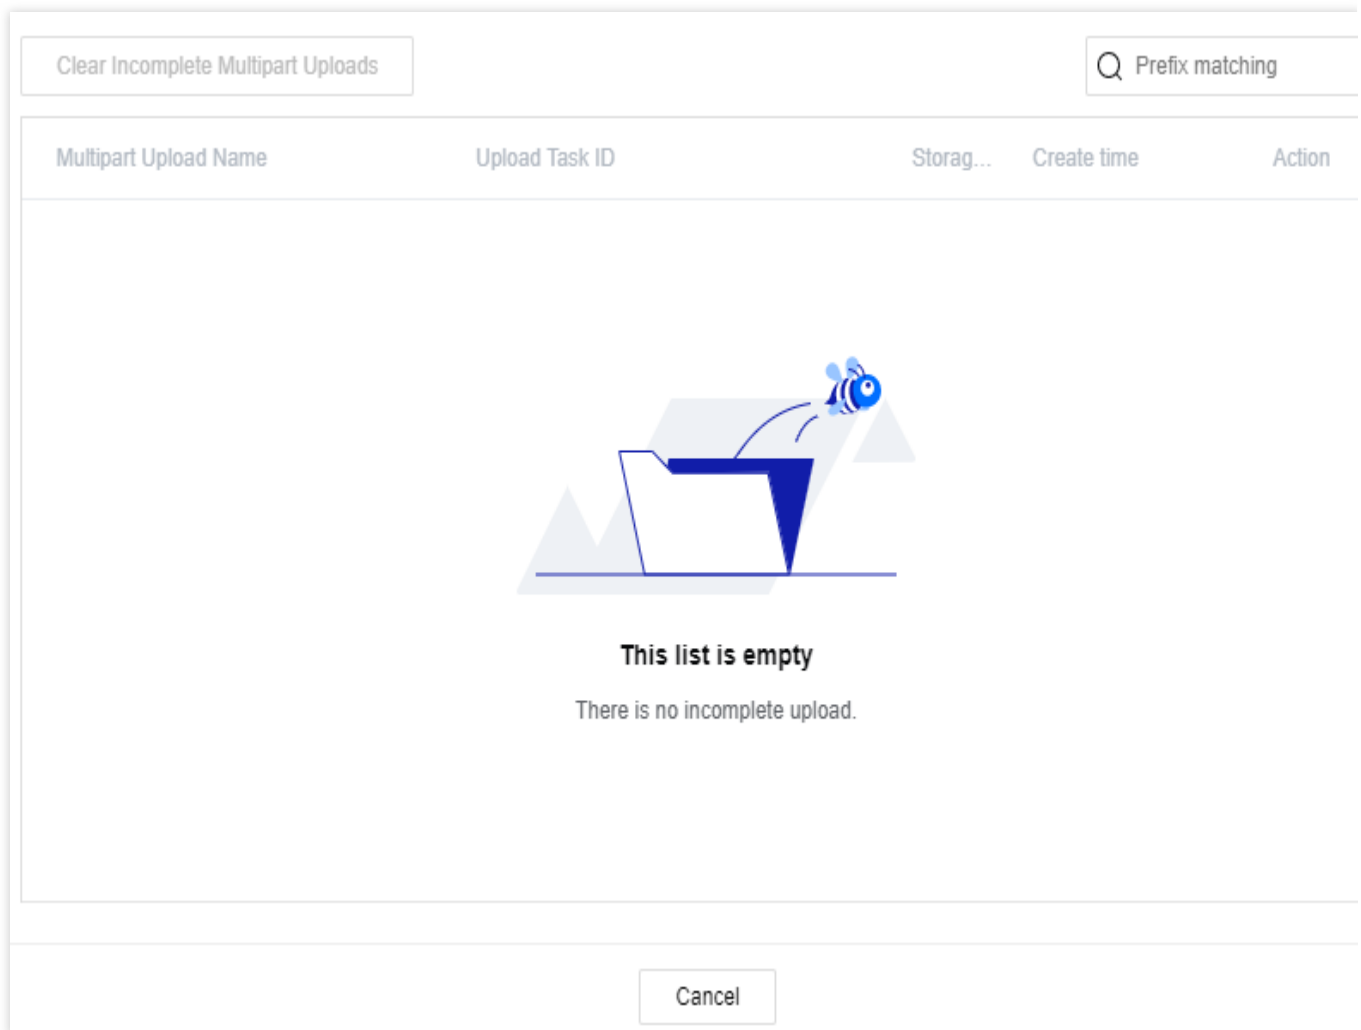 Clear Incomplete Multipart Uploads
Prefix matching
Multipart Upload Name Upload Task ID Storag... Create time Action
This list is empty
There is no incomplete upload.
Cancel